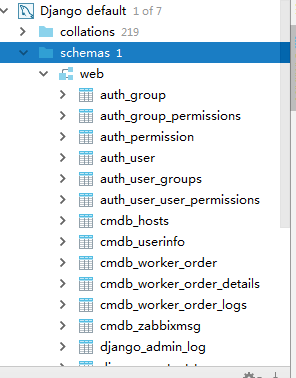 Django default 1 of 7
collations 219
schemas 1
web
auth_group
auth_group_permissions
auth_permission
auth_user
auth_user_groups
auth_user_user_permissions
cmdb_hosts
cmdb_userinfo
cmdb_worker_order
cmdb_worker_order_details
cmdb_worker_order_logs
cmdb_zabbixmsg
django_admin_log